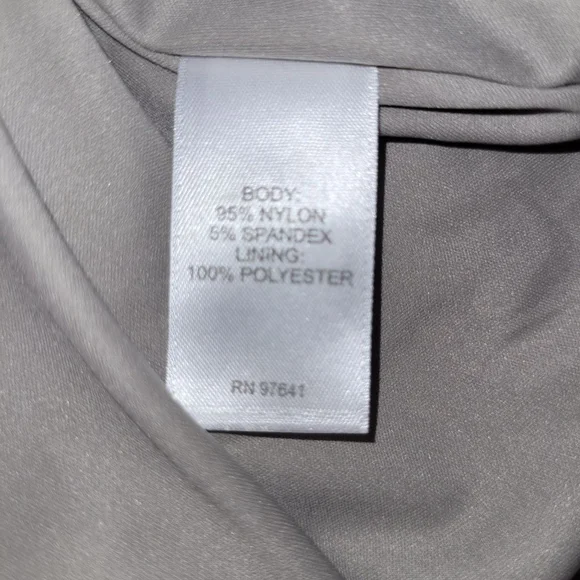 BODY:
95% NYLON
5% SPANDEX
LINING:
100% POLYESTER
RN 97641